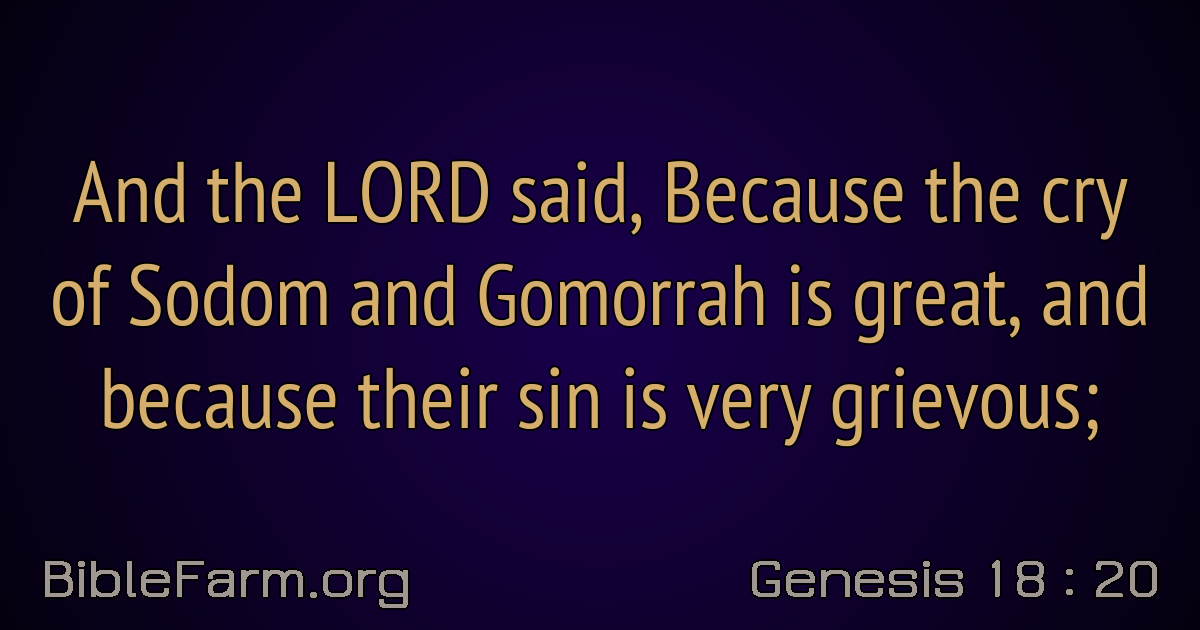 And the LORD said, Because the cry
of Sodom and Gomorrah is great, and
because their sin is very grievous;
BibleFarm.org
Genesis 18 : 20